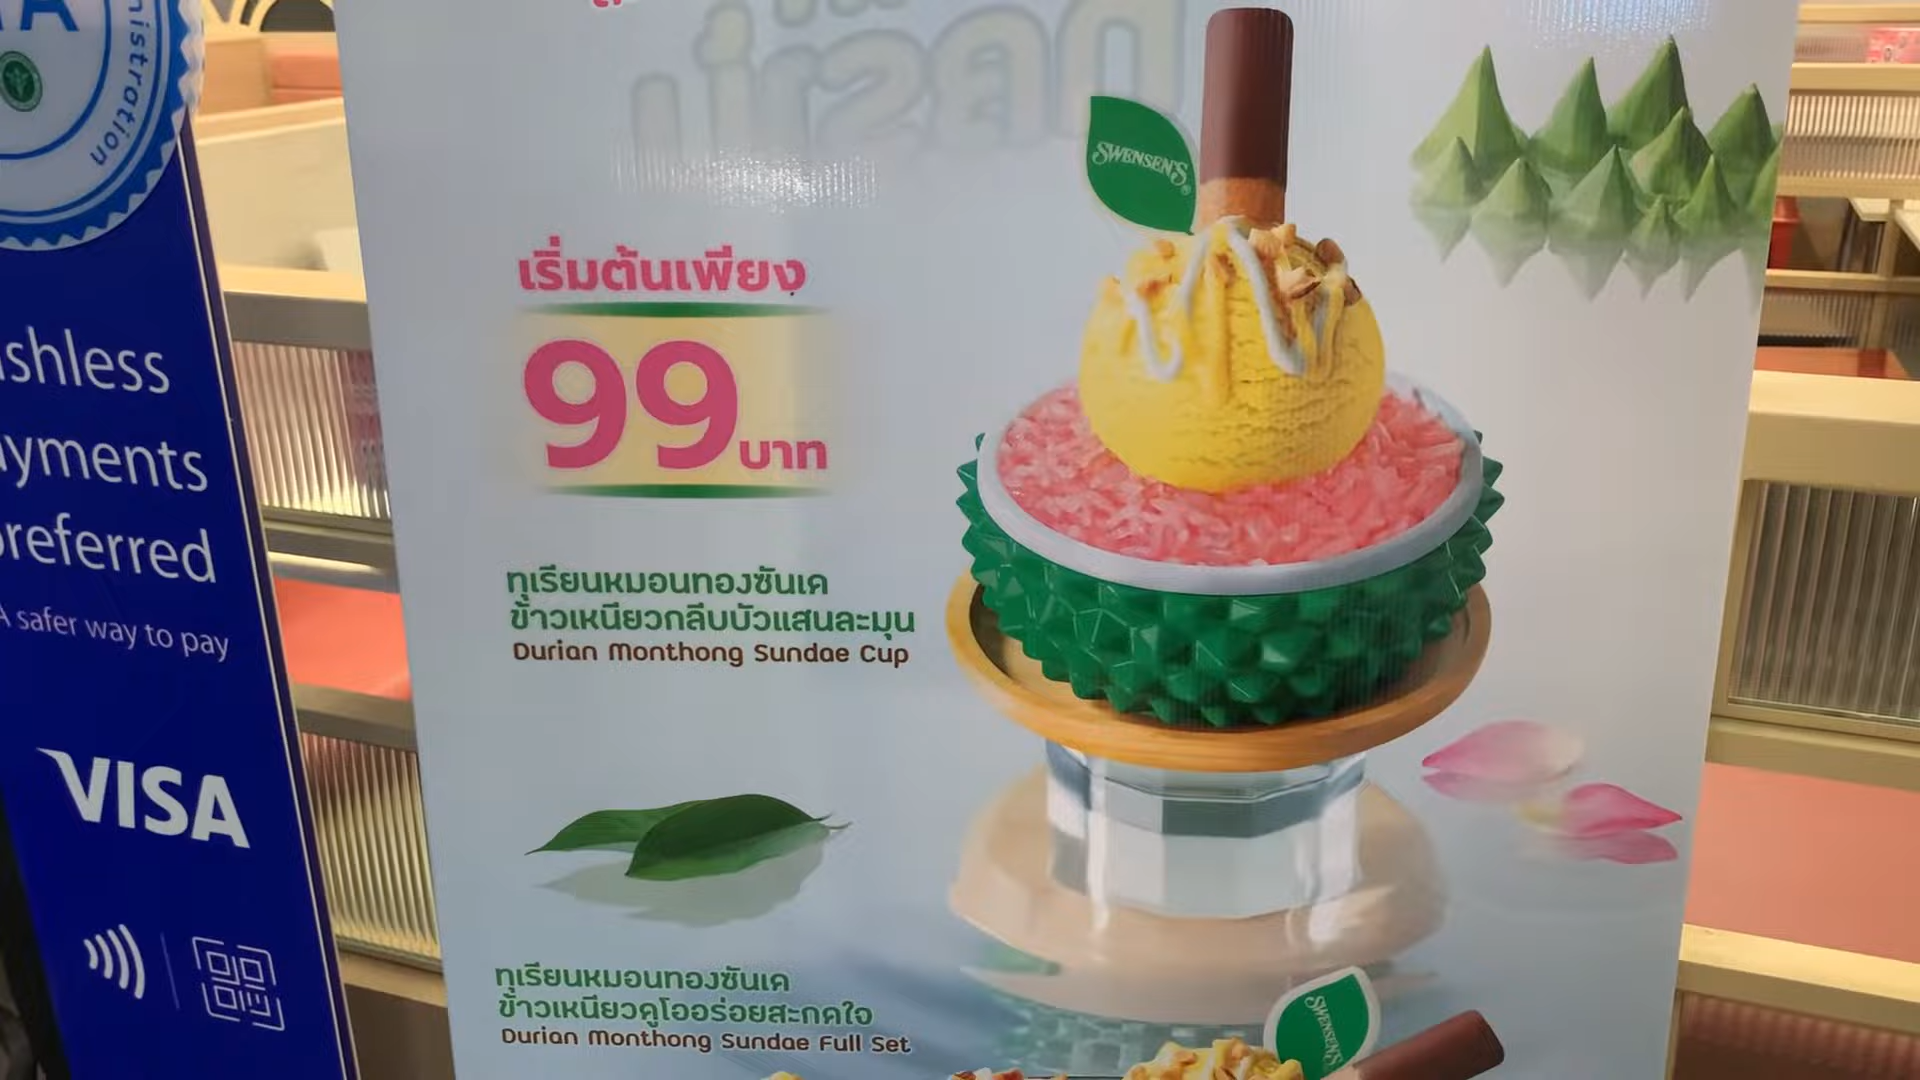 nistration
SWENSEN'S
®
เริ่มต้นเพียง
99 บาท
shless
yments
referred
A safer way to pay
VISA
ทุเรียนหมอนทองซันเด
ข้าวเหนียวกลีบบัวแสนละมุน
Durian Monthong Sundae Cup
ทุเรียนหมอนทองซันเด
ข้าวเหนียวคูโออร่อยสะกดใจ
Durian Monthong Sundae Full Set
SWENSEN'S